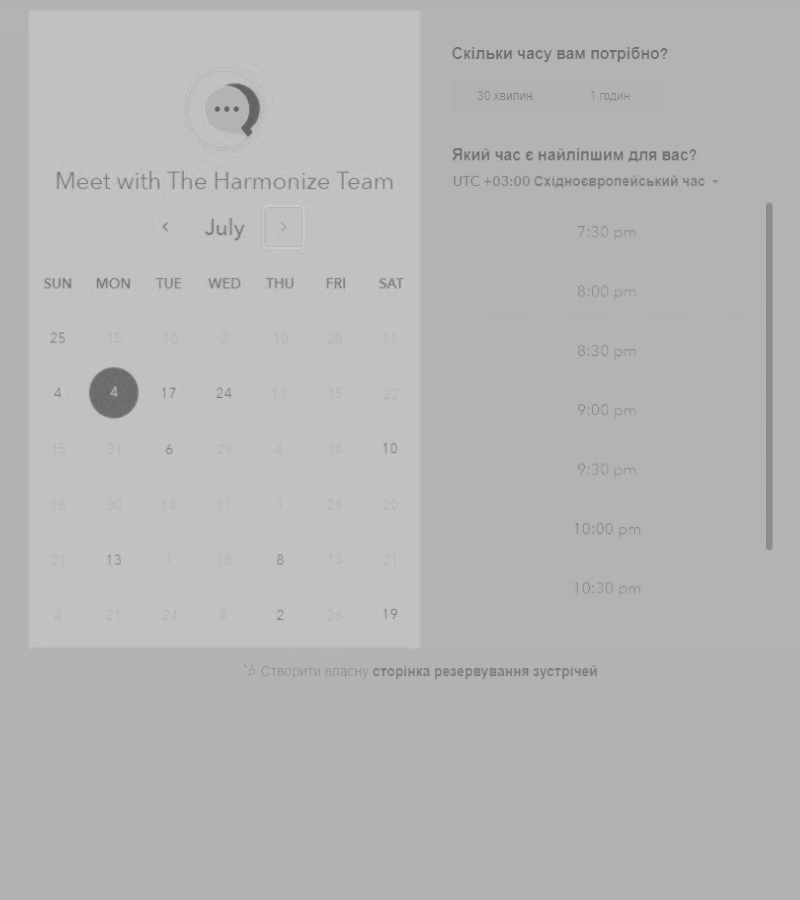 Meet with The Harmonize Team
July
SUN MON TUE WED THU FRI SAT
25 15 10 2 10 28 11
4 4 17 24 11 15 22
15 31 6 29 4 16 10
18 30 18 11 1 26 20
21 13 1 18 8 13 21
4 21 24 5 2 26 19
Скільки часу вам потрібно?
30 хвилин 1 годин
Який час є найліпшим для вас?
UTC +03:00 Східноєвропейський час
7:30 pm
8:00 pm
8:30 pm
9:00 pm
9:30 pm
10:00 pm
10:30 pm
Створити власну сторінка резервування зустрічей